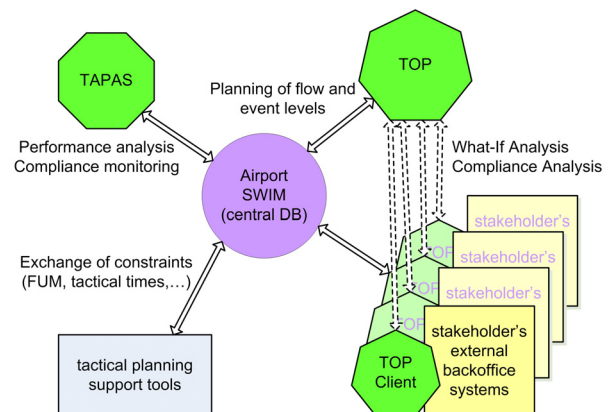 TAPAS
TOP
Planning of flow and
event levels
Performance analysis
Compliance monitoring
What-If Analysis
Compliance Analysis
Airport
SWIM
(central DB)
stakeholder's
stakeholder's
stakeholder's
Exchange of constraints
(FUM, tactical times,...)
stakeholder's
external
backoffice
systems
tactical planning
support tools
TOP
Client